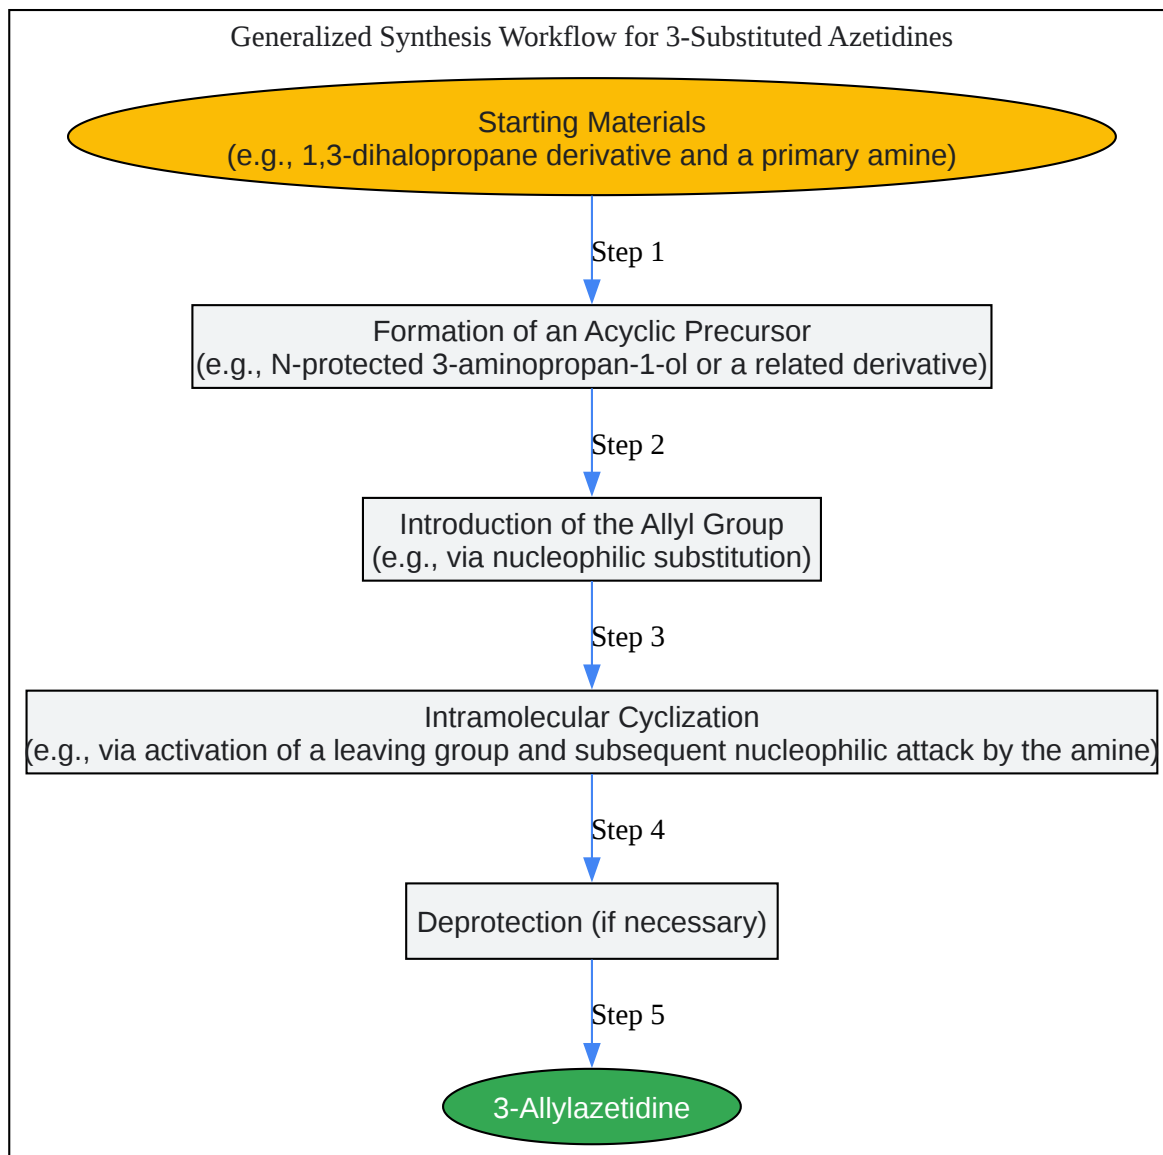 Generalized Synthesis Workflow for 3-Substituted Azetidines
Starting Materials
(e.g., 1,3-dihalopropane derivative and a primary amine)
Step 1
Formation of an Acyclic Precursor
(e.g., N-protected 3-aminopropan-1-ol or a related derivative)
Step 2
Introduction of the Allyl Group
(e.g., via nucleophilic substitution)
Step 3
Intramolecular Cyclization
(e.g., via activation of a leaving group and subsequent nucleophilic attack by the amine)
Step 4
Deprotection (if necessary)
Step 5
3-Allylazetidine